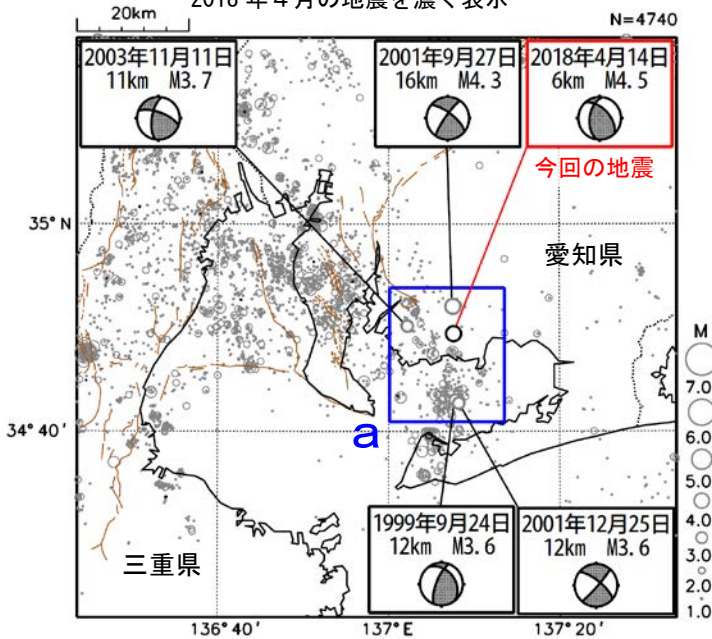 2018 年4月の地震を濃く表示
20km
N=4740
2003年11月11日
11km M3.7
2001年9月27日
16km M4.3
2018年4月14日
6km M4.5
今回の地震
35°N
愛知県
M
7.0
6.0
5.0
4.0
3.0
2.0
1.0
34°40′
a
1999年9月24日
12km M3.6
2001年12月25日
12km M3.6
三重県
136°40′
137°E
137°20′